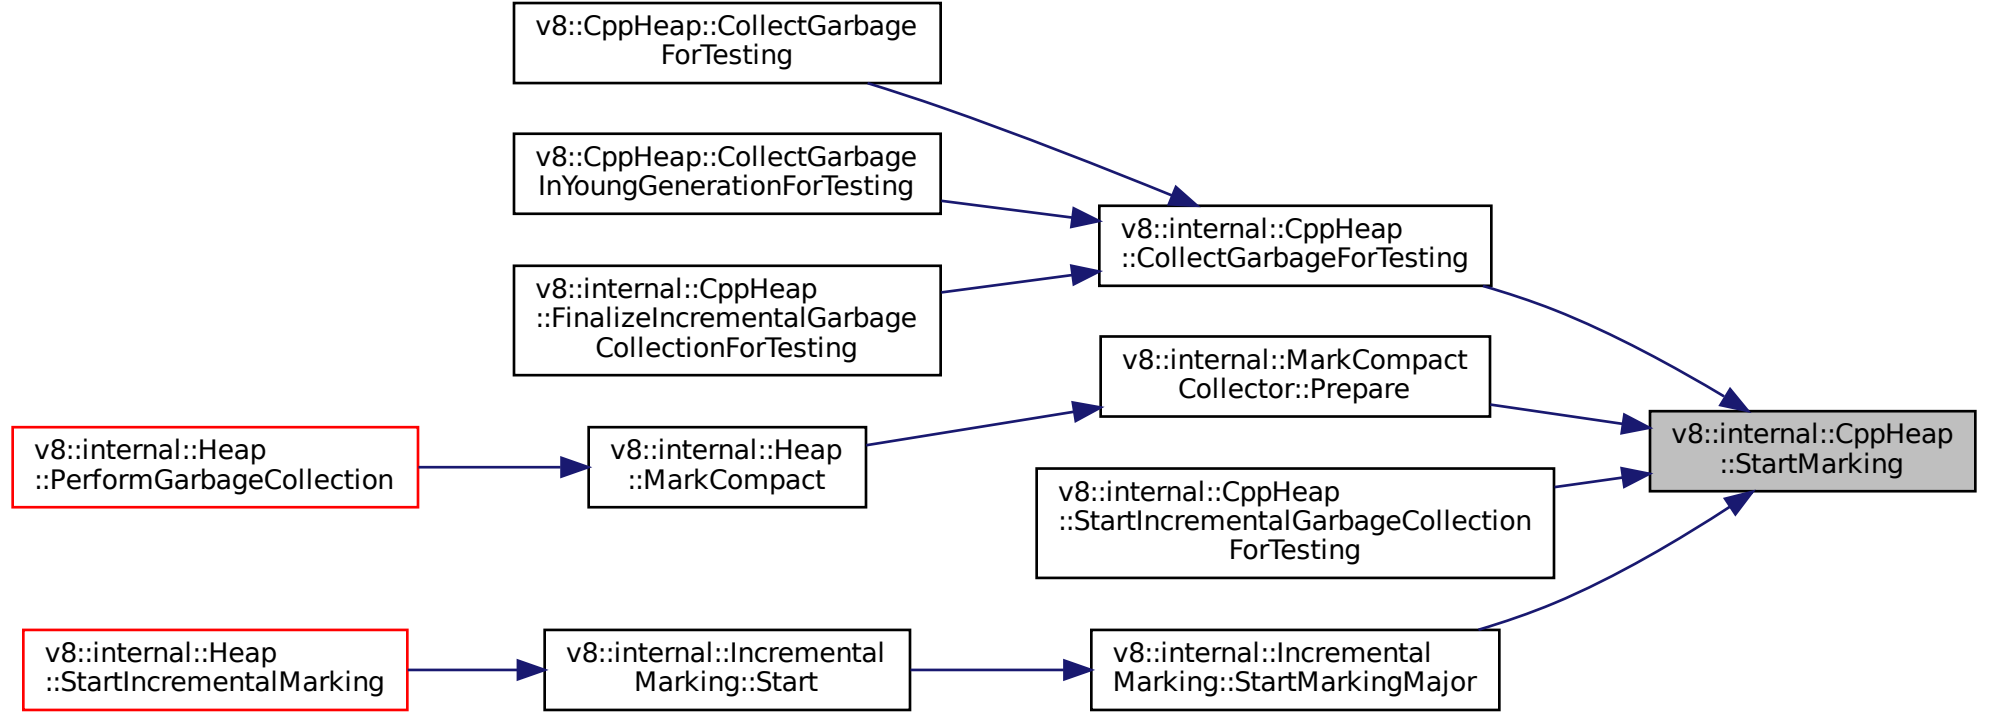 v8::CppHeap::CollectGarbage
ForTesting
v8::CppHeap::CollectGarbage
InYoungGenerationForTesting
v8::internal::CppHeap
::CollectGarbageForTesting
v8::internal::CppHeap
::FinalizeIncrementalGarbage
CollectionForTesting
v8::internal::MarkCompact
Collector::Prepare
v8::internal::CppHeap
::StartMarking
v8::internal::Heap
::PerformGarbageCollection
v8::internal::Heap
::MarkCompact
v8::internal::CppHeap
::StartIncrementalGarbageCollection
ForTesting
v8::internal::Heap
::StartIncrementalMarking
v8::internal::Incremental
Marking::Start
v8::internal::Incremental
Marking::StartMarkingMajor